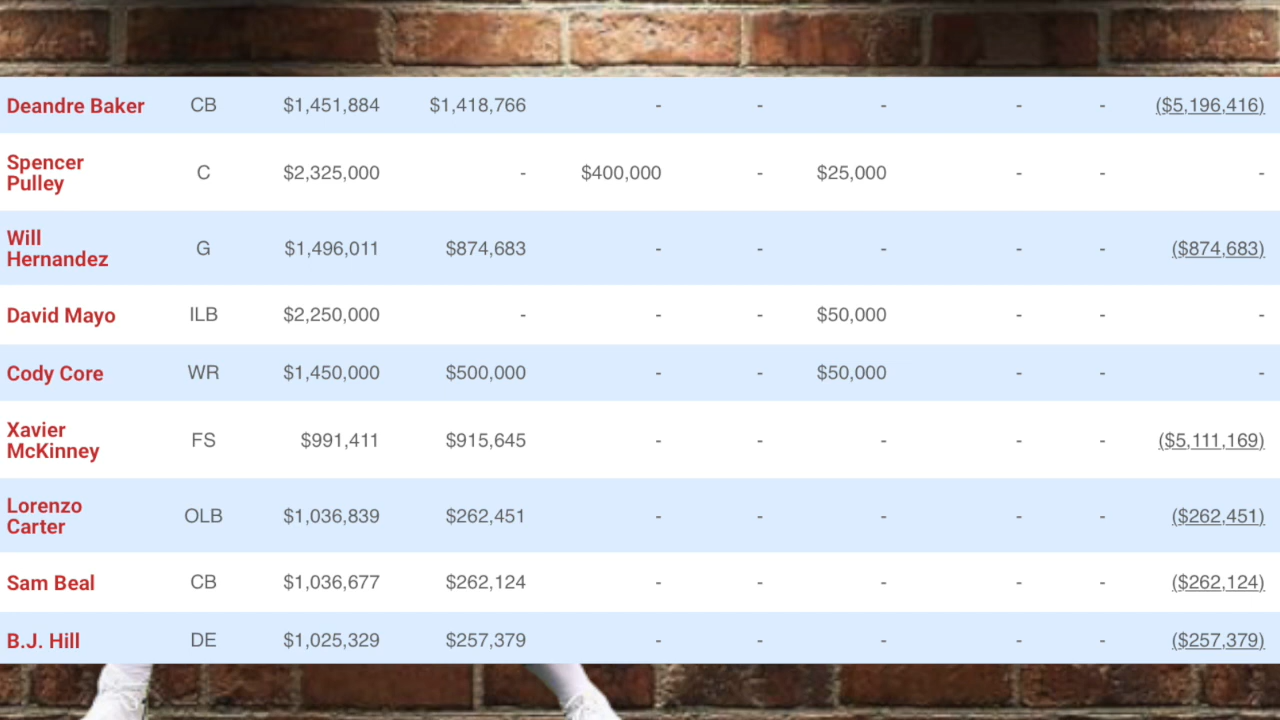 Deandre Baker CB $1,451,884 $1,418,766 - - - - - ($5,196,416)
Spencer
Pulley C $2,325,000 - $400,000 - $25,000 - - -
Will
Hernandez G $1,496,011 $874,683 - - - - - ($874,683)
David Mayo ILB $2,250,000 - - - $50,000 - - -
Cody Core WR $1,450,000 $500,000 - - $50,000 - - -
Xavier
McKinney FS $991,411 $915,645 - - - - - ($5,111,169)
Lorenzo
Carter OLB $1,036,839 $262,451 - - - - - ($262,451)
Sam Beal CB $1,036,677 $262,124 - - - - - ($262,124)
B.J. Hill DE $1,025,329 $257,379 - - - - - ($257,379)